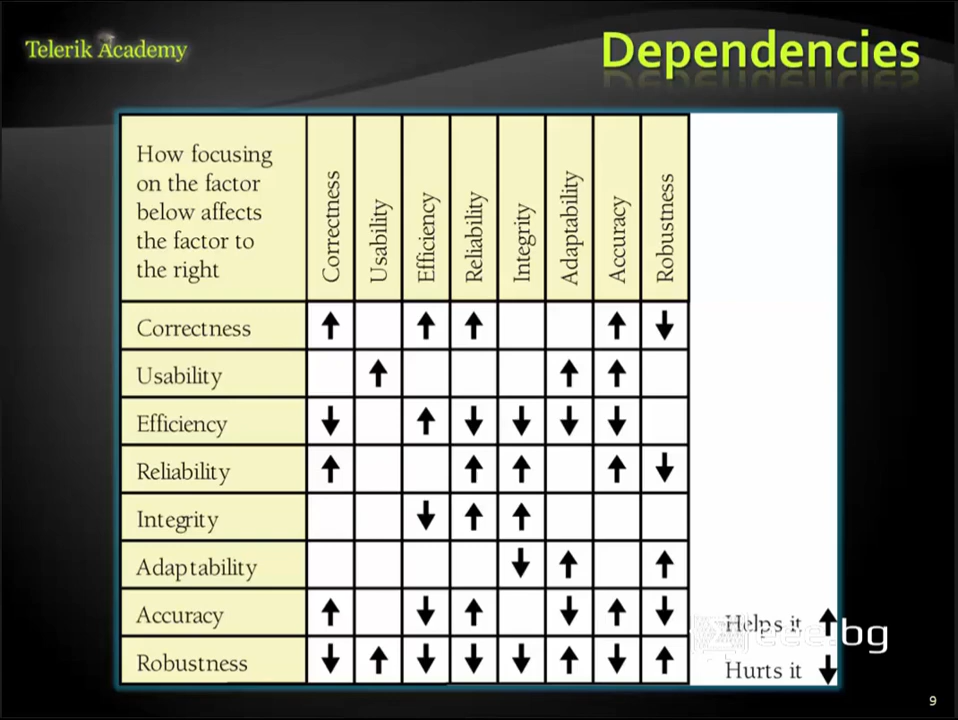 Telerik Academy
Dependencies
How focusing
on the factor
below affects
the factor to
the right
Correctness
Usability
Efficiency
Reliability
Integrity
Adaptability
Accuracy
Robustness
Correctness ↑ ↑ ↑ ↑ ↓
Usability ↑ ↑ ↑
Efficiency ↓ ↑ ↓ ↓ ↓ ↓
Reliability ↑ ↑ ↑ ↑ ↓
Integrity ↓ ↑ ↑
Adaptability ↓ ↑ ↑
Accuracy ↑ ↓ ↑ ↓ ↑ ↓
Robustness ↓ ↑ ↓ ↓ ↓ ↑ ↓ ↑
Helps it ↑
Hurts it ↓
9